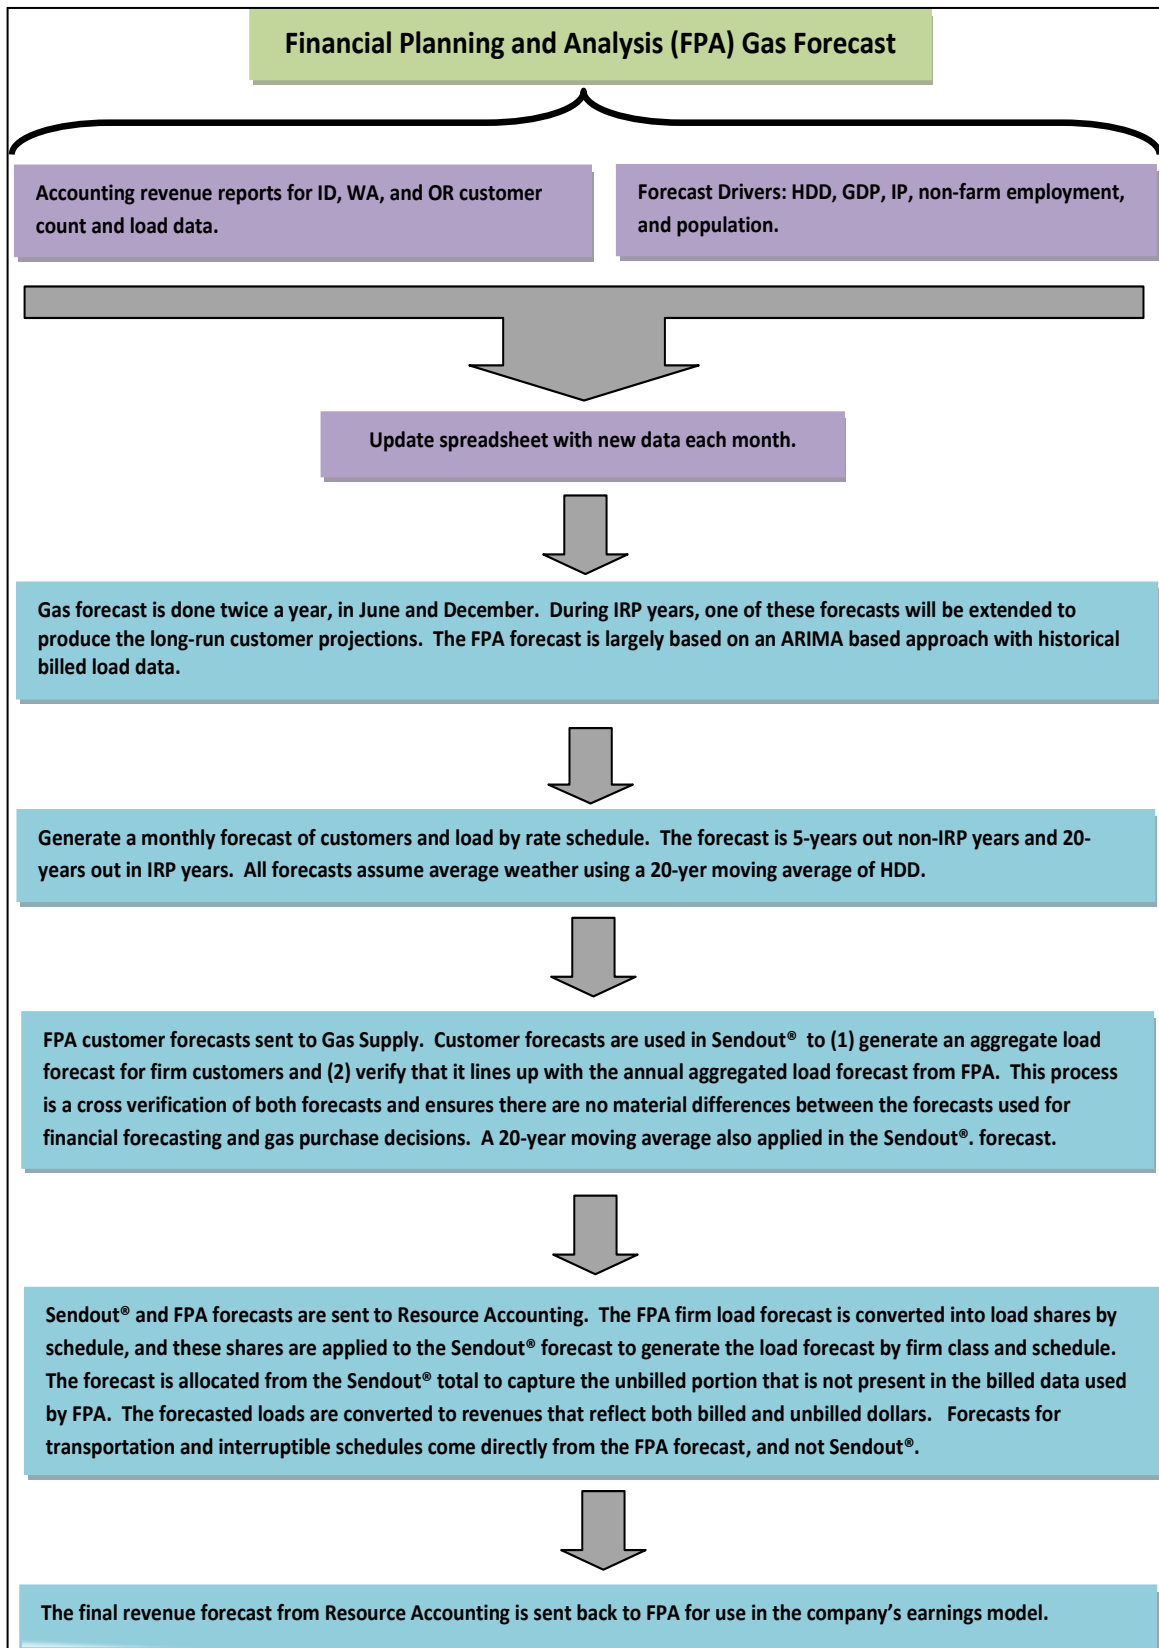 Financial Planning and Analysis (FPA) Gas Forecast
Accounting revenue reports for ID, WA, and OR customer
count and load data.
Forecast Drivers: HDD, GDP, IP, non-farm employment,
and population.
Update spreadsheet with new data each month.
Gas forecast is done twice a year, in June and December. During IRP years, one of these forecasts will be extended to
produce the long-run customer projections. The FPA forecast is largely based on an ARIMA based approach with historical
billed load data.
Generate a monthly forecast of customers and load by rate schedule. The forecast is 5-years out non-IRP years and 20-
years out in IRP years. All forecasts assume average weather using a 20-yer moving average of HDD.
FPA customer forecasts sent to Gas Supply. Customer forecasts are used in Sendout® to (1) generate an aggregate load
forecast for firm customers and (2) verify that it lines up with the annual aggregated load forecast from FPA. This process
is a cross verification of both forecasts and ensures there are no material differences between the forecasts used for
financial forecasting and gas purchase decisions. A 20-year moving average also applied in the Sendout®. forecast.
Sendout® and FPA forecasts are sent to Resource Accounting. The FPA firm load forecast is converted into load shares by
schedule, and these shares are applied to the Sendout® forecast to generate the load forecast by firm class and schedule.
The forecast is allocated from the Sendout® total to capture the unbilled portion that is not present in the billed data used
by FPA. The forecasted loads are converted to revenues that reflect both billed and unbilled dollars. Forecasts for
transportation and interruptible schedules come directly from the FPA forecast, and not Sendout®.
The final revenue forecast from Resource Accounting is sent back to FPA for use in the company's earnings model.